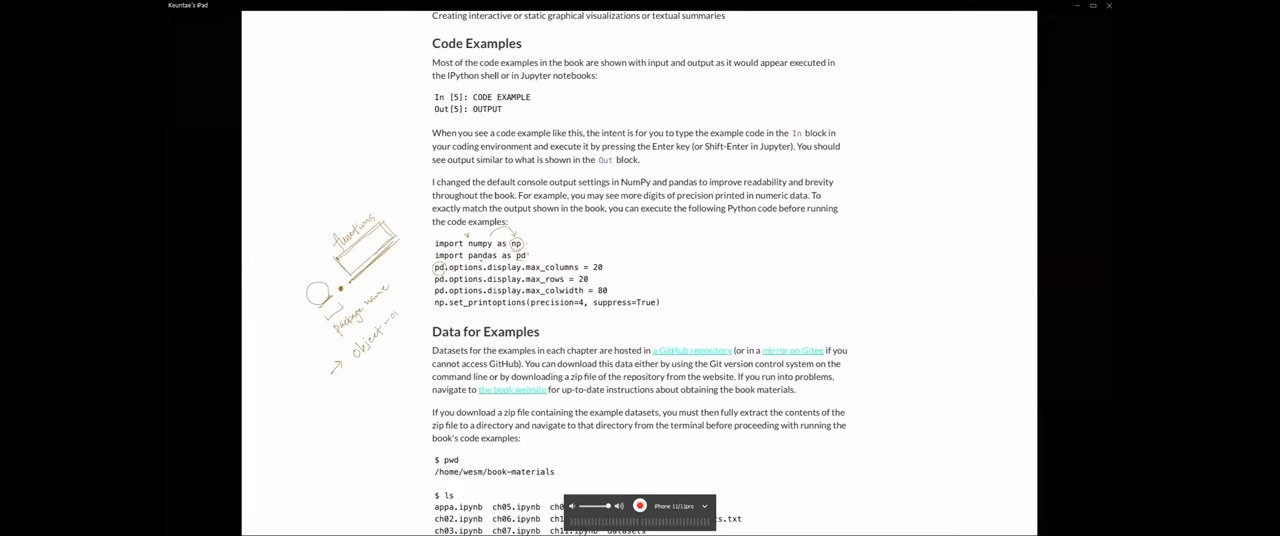 Keuntae's iPad
Creating interactive or static graphical visualizations or textual summaries
Code Examples
Most of the code examples in the book are shown with input and output as it would appear executed in
the IPython shell or in Jupyter notebooks:
In [5]: CODE EXAMPLE
Out[5]: OUTPUT
When you see a code example like this, the intent is for you to type the example code in the In block in
your coding environment and execute it by pressing the Enter key (or Shift-Enter in Jupyter). You should
see output similar to what is shown in the Out block.
I changed the default console output settings in NumPy and pandas to improve readability and brevity
throughout the book. For example, you may see more digits of precision printed in numeric data. To
exactly match the output shown in the book, you can execute the following Python code before running
the code examples:
import numpy as np
import pandas as pd
pd.options.display.max_columns = 20
pd.options.display.max_rows = 20
pd.options.display.max_colwidth = 80
np.set_printoptions(precision=4, suppress=True)
functions
package name
object
Data for Examples
Datasets for the examples in each chapter are hosted in a GitHub repository (or in a mirror on Gitee if you
cannot access GitHub). You can download this data either by using the Git version control system on the
command line or by downloading a zip file of the repository from the website. If you run into problems,
navigate to the book website for up-to-date instructions about obtaining the book materials.
If you download a zip file containing the example datasets, you must then fully extract the contents of the
zip file to a directory and navigate to that directory from the terminal before proceeding with running the
book's code examples:
$ pwd
/home/wesm/book-materials
$ ls
appa.ipynb ch05.ipynb
ch02.ipynb ch06.ipynb
ch03.ipynb ch07.ipynb
iPhone 11/11pro